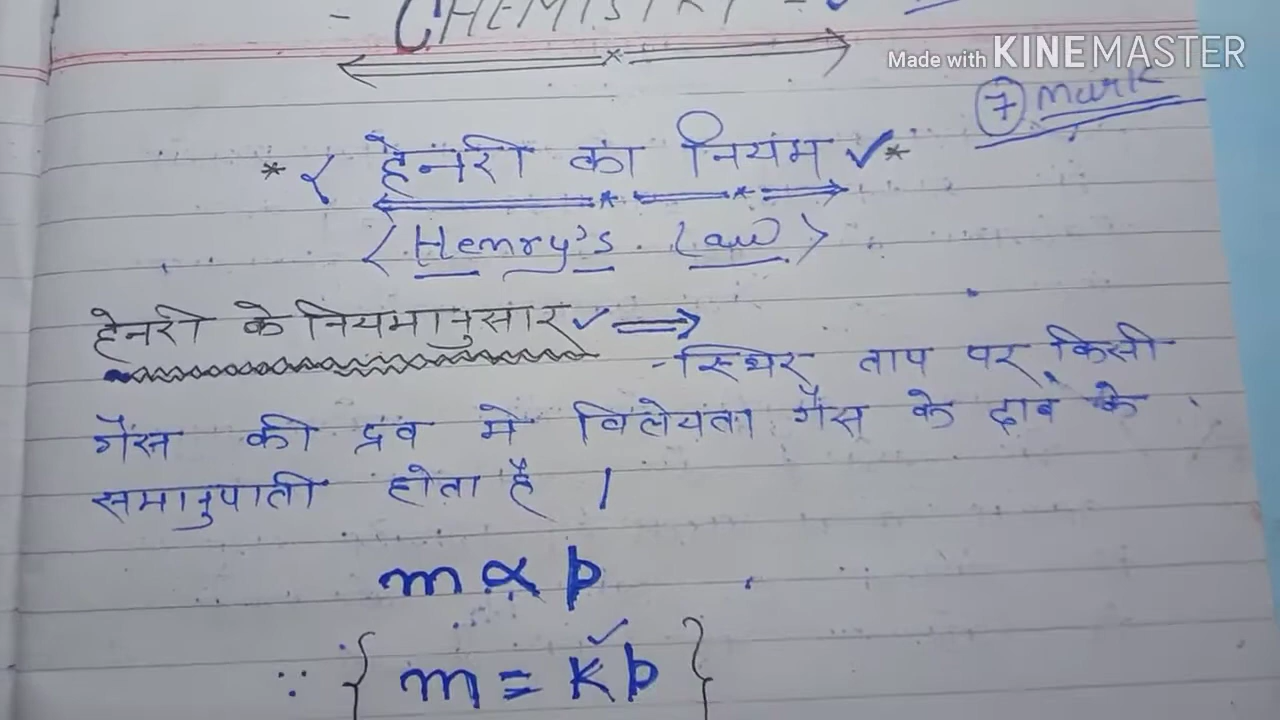 - CHEMISTRY -
Made with KINEMASTER
7 mark
* हेनरी का नियम ✓*
< Henry's Law >
हेनरी के नियमानुसार ✓ ⇒
- स्थिर ताप पर किसी
गैस की द्रव में विलेयता गैस के दाब के
समानुपाती होता है ।
m ∝ p
∵ { m = Kp }